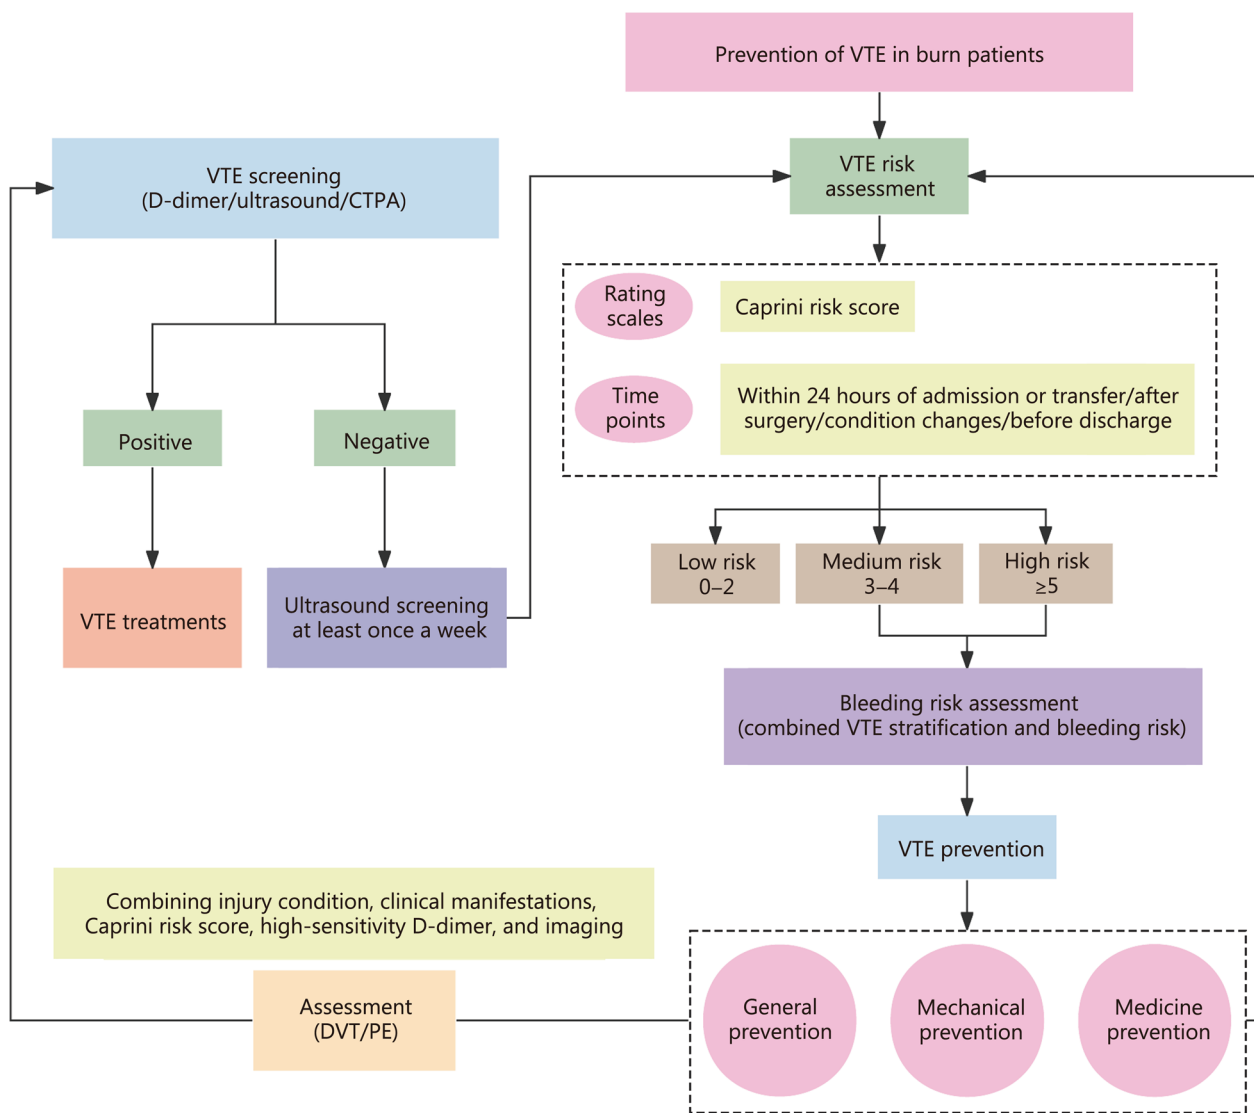 Prevention of VTE in burn patients
VTE risk
assessment
Rating
scales
Caprini risk score
Time
points
Within 24 hours of admission or transfer/after
surgery/condition changes/before discharge
Low risk
0–2
Medium risk
3–4
High risk
≥5
Bleeding risk assessment
(combined VTE stratification and bleeding risk)
VTE prevention
General
prevention
Mechanical
prevention
Medicine
prevention
Combining injury condition, clinical manifestations,
Caprini risk score, high-sensitivity D-dimer, and imaging
Assessment
(DVT/PE)
VTE screening
(D-dimer/ultrasound/CTPA)
Positive
Negative
VTE treatments
Ultrasound screening
at least once a week